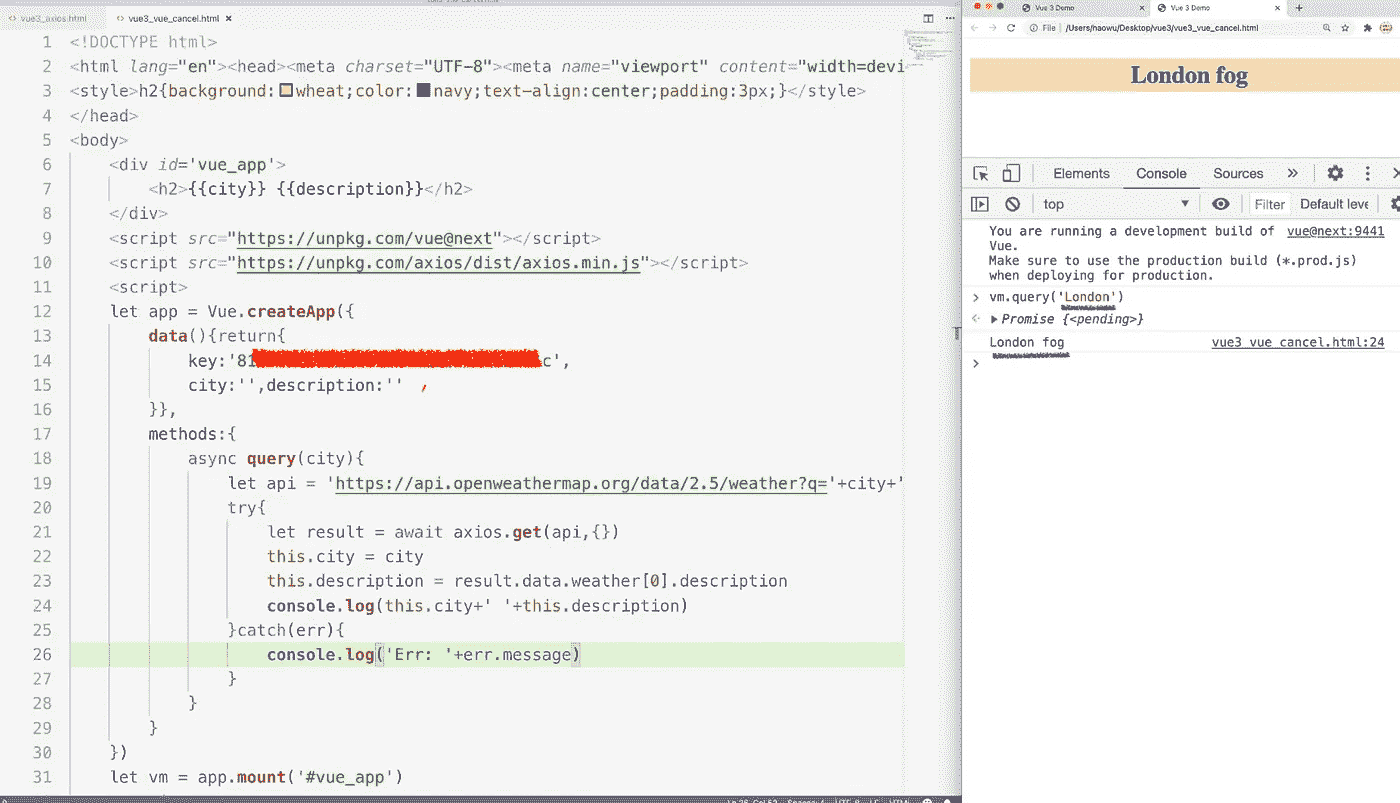 vue3_axios.html
vue3_vue_cancel.html ×
1 <!DOCTYPE html>
2 <html lang="en"><head><meta charset="UTF-8"><meta name="viewport" content="width=devi
3 <style>h2{background:wheat;color:navy;text-align:center;padding:3px;}</style>
4 </head>
5 <body>
6 <div id='vue_app'>
7 <h2>{{city}} {{description}}</h2>
8 </div>
9 <script src="https://unpkg.com/vue@next"></script>
10 <script src="https://unpkg.com/axios/dist/axios.min.js"></script>
11 <script>
12 let app = Vue.createApp({
13 data(){return{
14 key:'81 c',
15 city:'',description:''
16 }},
17 methods:{
18 async query(city){
19 let api = 'https://api.openweathermap.org/data/2.5/weather?q='+city+'
20 try{
21 let result = await axios.get(api,{})
22 this.city = city
23 this.description = result.data.weather[0].description
24 console.log(this.city+' '+this.description)
25 }catch(err){
26 console.log('Err: '+err.message)
27 }
28 }
29 }
30 })
31 let vm = app.mount('#vue_app')
Vue 3 Demo ×
Vue 3 Demo × +
File /Users/haowu/Desktop/vue3/vue3_vue_cancel.html
London fog
Elements Console Sources »
top Filter Default leve
You are running a development build of vue@next:9441
Vue.
Make sure to use the production build (*.prod.js)
when deploying for production.
> vm.query('London')
Promise {<pending>}
London fog vue3_vue_cancel.html:24
>